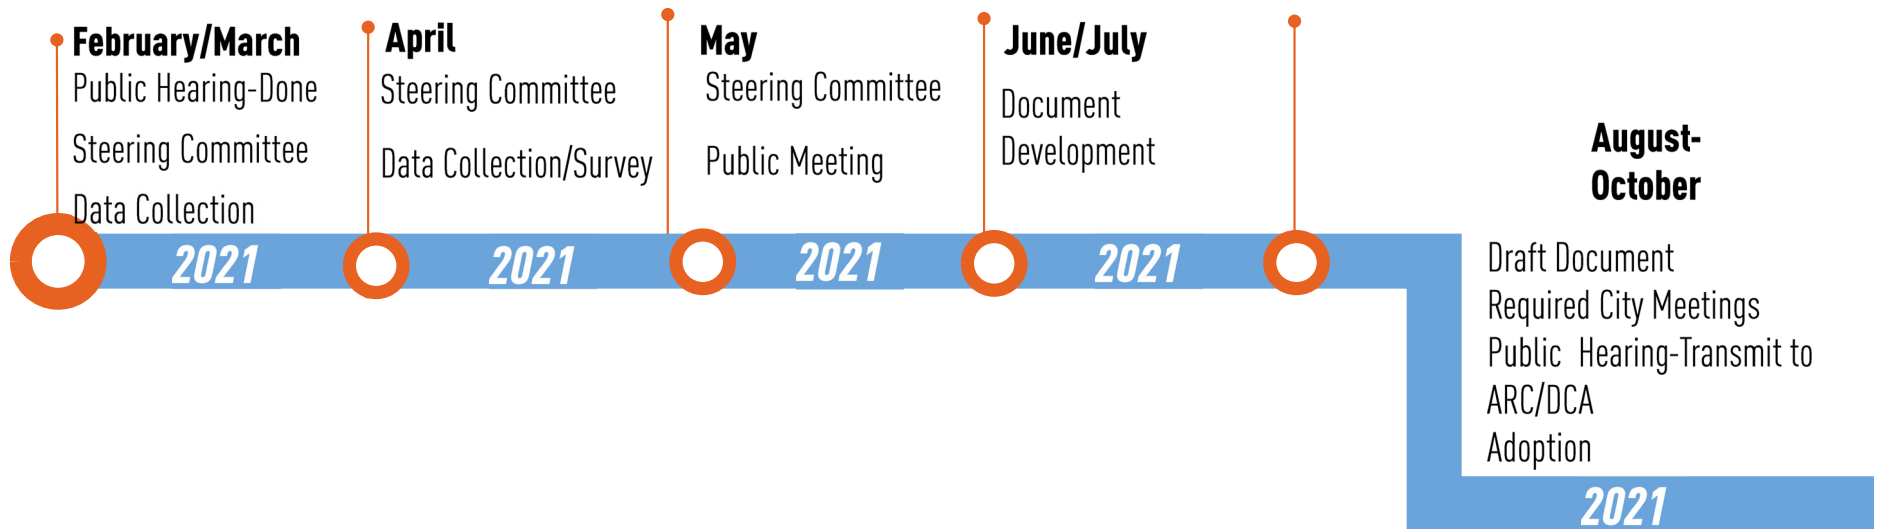 February/March
Public Hearing-Done
Steering Committee
Data Collection
2021
April
Steering Committee
Data Collection/Survey
2021
May
Steering Committee
Public Meeting
2021
June/July
Document
Development
2021
August-
October
Draft Document
Required City Meetings
Public  Hearing-Transmit to
ARC/DCA
Adoption
2021